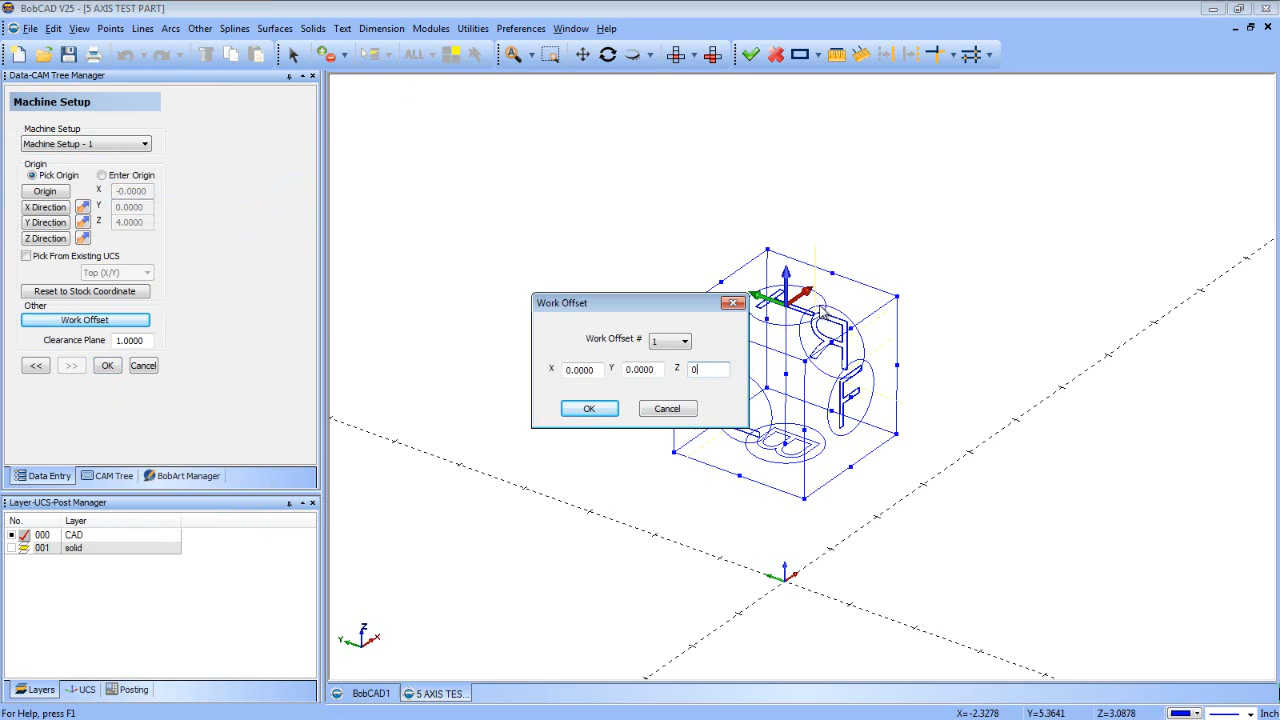 BobCAD V25 - [5 AXIS TEST PART]
File Edit View Points Lines Arcs Other Splines Surfaces Solids Text Dimension Modules Utilities Preferences Window Help
ALL
Data-CAM Tree Manager
Machine Setup
Machine Setup
Machine Setup - 1
Origin
Pick Origin Enter Origin
Origin X -0.0000
X Direction Y 0.0000
Y Direction Z 4.0000
Z Direction
Pick From Existing UCS
Top (X/Y)
Reset to Stock Coordinate
Other
Work Offset
Clearance Plane 1.0000
<< >> OK Cancel
Data Entry CAM Tree BobArt Manager
Layer-UCS-Post Manager
No. Layer
000 CAD
001 solid
Layers UCS Posting
Work Offset
Work Offset # 1
X 0.0000 Y 0.0000 Z 0
OK Cancel
R
F
B
Z
Y X
BobCAD1 5 AXIS TES...
For Help, press F1 X=-2.3278 Y=5.3641 Z=3.0878 Inch